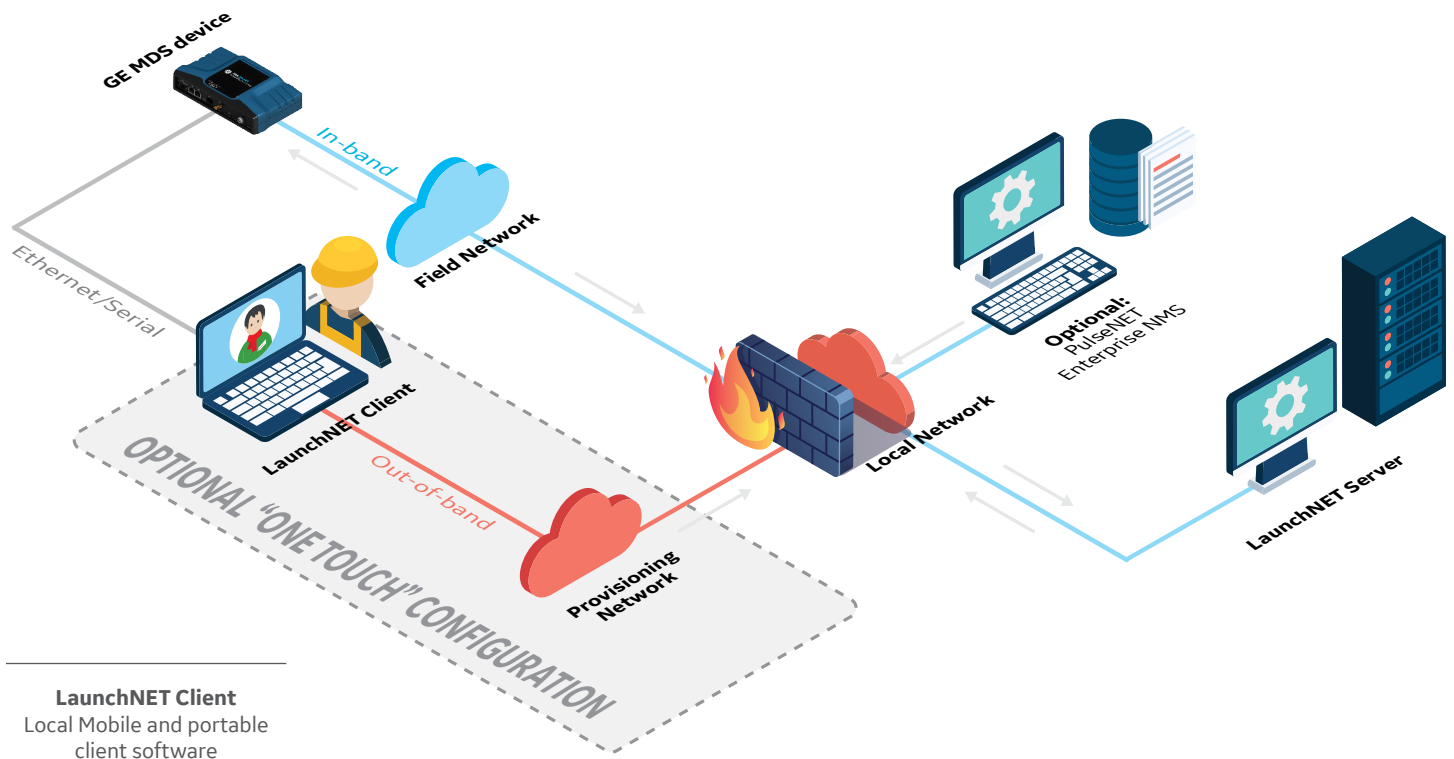 GE MDS device
In-band
Field Network
Ethernet/Serial
Optional:
PulseNET
Enterprise NMS
LaunchNET Client
Local Network
Out-of-band
LaunchNET Server
Provisioning
Network
OPTIONAL “ONE TOUCH” CONFIGURATION
LaunchNET Client
Local Mobile and portable
client software